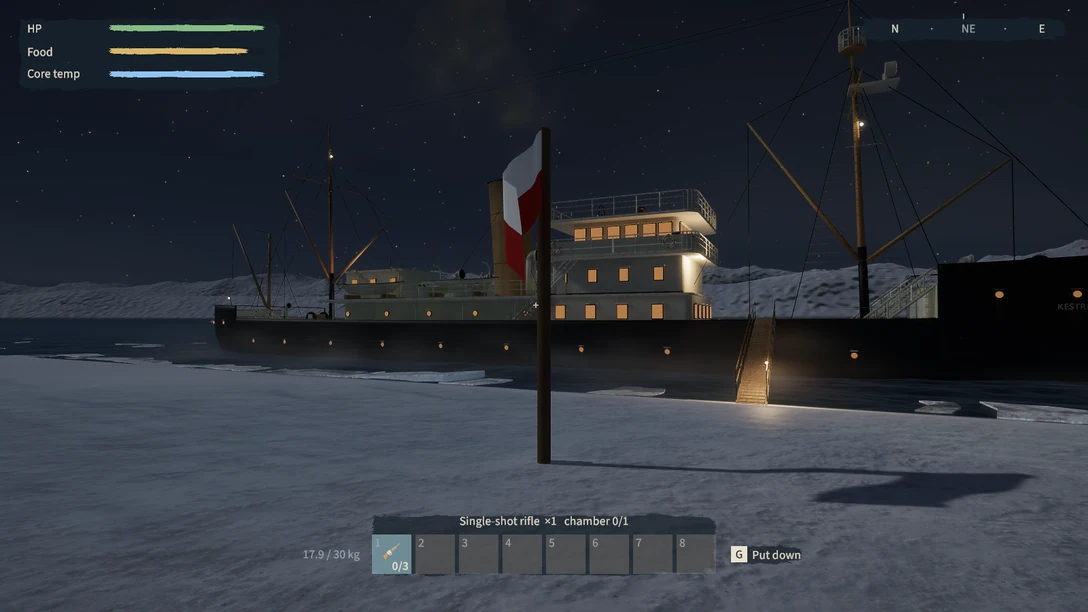 HP
Food
Core temp
N · NE · E
Single-shot rifle ×1 chamber 0/1
17.9 / 30 kg
1 2 3 4 5 6 7 8
0/3
G Put down